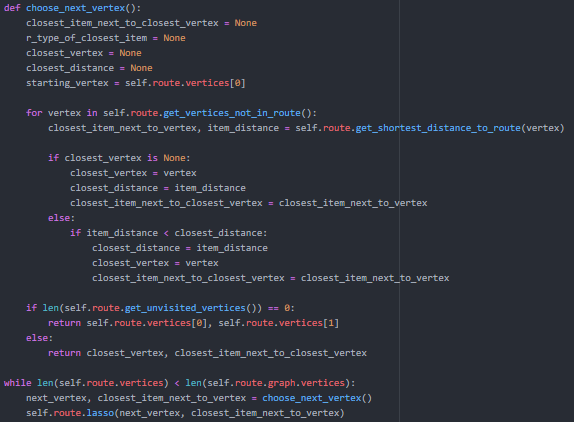 def choose_next_vertex():
    closest_item_next_to_closest_vertex = None
    r_type_of_closest_item = None
    closest_vertex = None
    closest_distance = None
    starting_vertex = self.route.vertices[0]

    for vertex in self.route.get_vertices_not_in_route():
        closest_item_next_to_vertex, item_distance = self.route.get_shortest_distance_to_route(vertex)

        if closest_vertex is None:
            closest_vertex = vertex
            closest_distance = item_distance
            closest_item_next_to_closest_vertex = closest_item_next_to_vertex
        else:
            if item_distance < closest_distance:
                closest_distance = item_distance
                closest_vertex = vertex
                closest_item_next_to_closest_vertex = closest_item_next_to_vertex

    if len(self.route.get_unvisited_vertices()) == 0:
        return self.route.vertices[0], self.route.vertices[1]
    else:
        return closest_vertex, closest_item_next_to_closest_vertex

while len(self.route.vertices) < len(self.route.graph.vertices):
    next_vertex, closest_item_next_to_vertex = choose_next_vertex()
    self.route.lasso(next_vertex, closest_item_next_to_vertex)